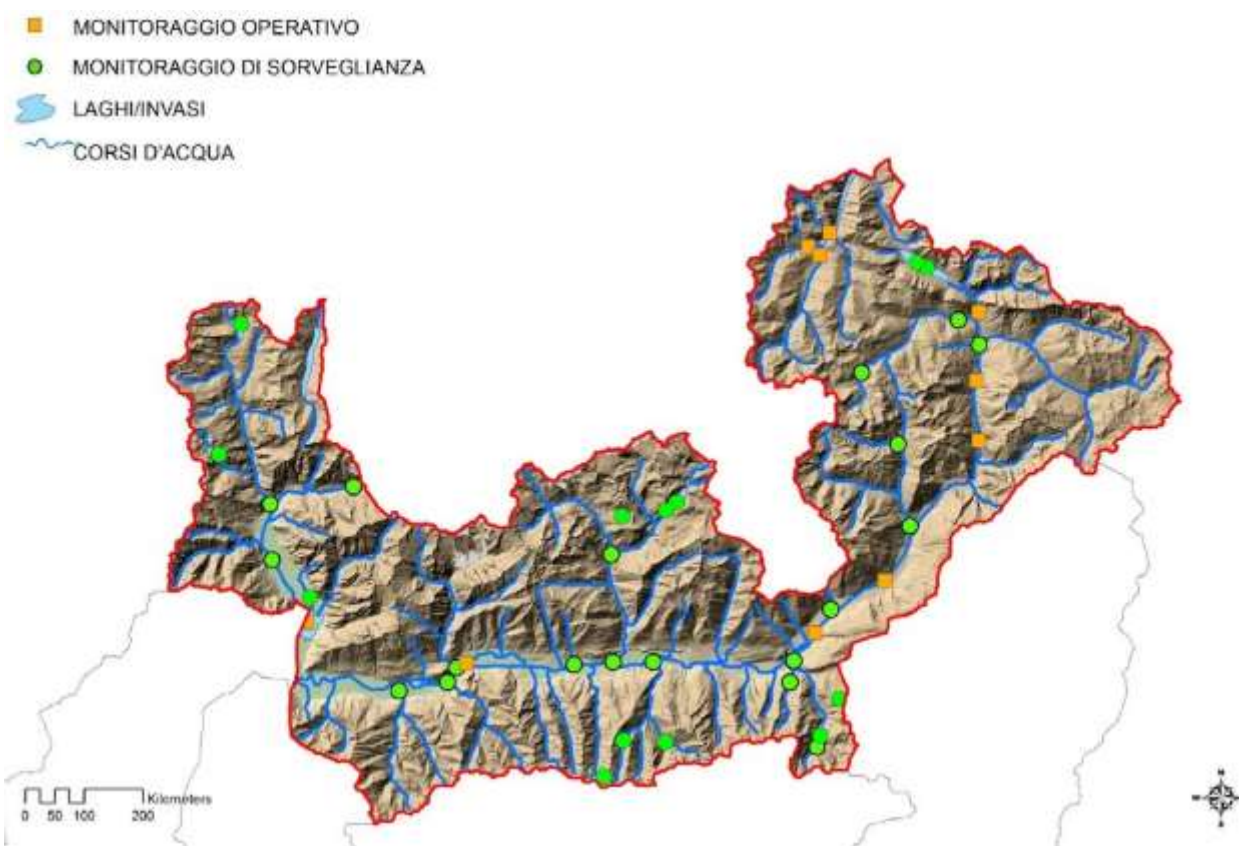 MONITORAGGIO OPERATIVO
MONITORAGGIO DI SORVEGLIANZA
LAGHI/INVASI
CORSI D'ACQUA
Kilometers
0 50 100 200
N